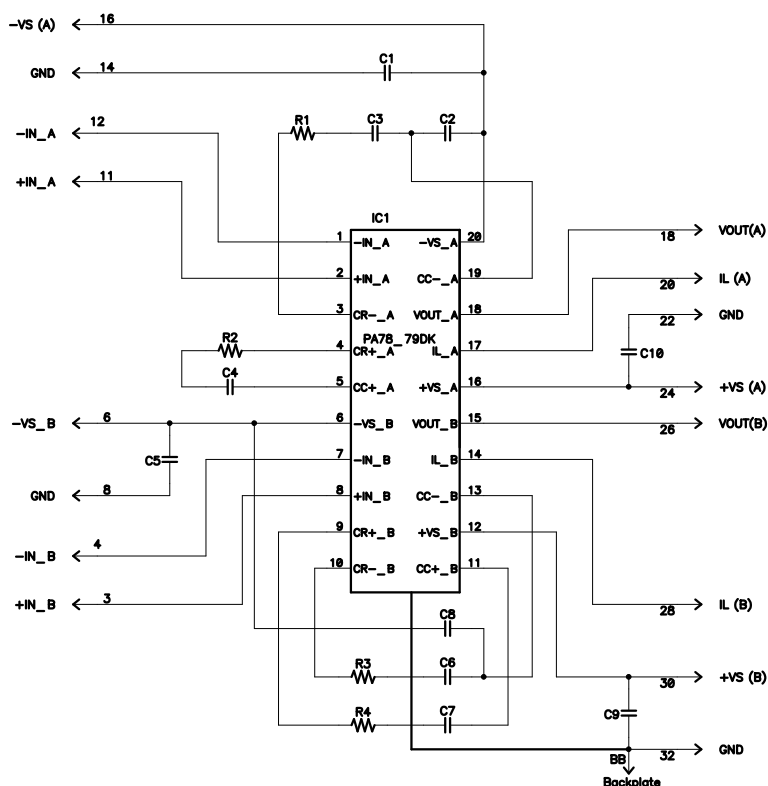 -VS (A) 16
GND 14 C1
-IN_A 12 R1 C3 C2
+IN_A 11
IC1
1 -IN_A -VS_A 20
18 VOUT(A)
2 +IN_A CC-_A 19
20 IL (A)
3 CR-_A VOUT_A 18
22 GND
PA78_79DK
R2 4 CR+_A IL_A 17
C10
C4 5 CC+_A +VS_A 16
24 +VS (A)
-VS_B 6 6 -VS_B VOUT_B 15
26 VOUT(B)
C5 7 -IN_B IL_B 14
GND 8 8 +IN_B CC-_B 13
9 CR+_B +VS_B 12
-IN_B 4
10 CR-_B CC+_B 11
+IN_B 3
28 IL (B)
C8
R3 C6
30 +VS (B)
R4 C7 C9
BB 32 GND
Backplate